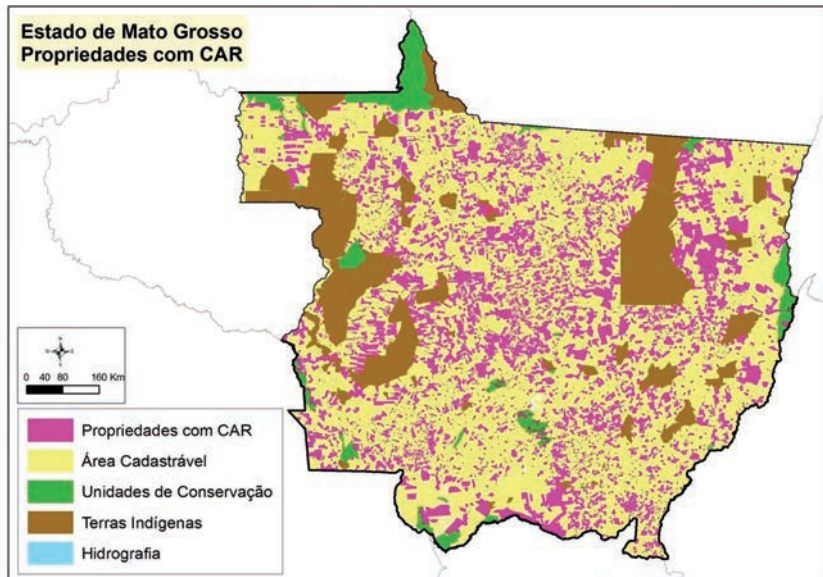 Estado de Mato Grosso
Propriedades com CAR
0 40 80 160 Km
Propriedades com CAR
Área Cadastrável
Unidades de Conservação
Terras Indígenas
Hidrografia